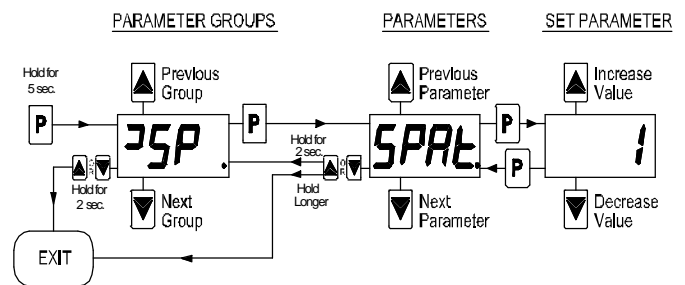 PARAMETER GROUPS
PARAMETERS
SET PARAMETER
Hold for
5 sec.
Previous
Group
Previous
Parameter
Increase
Value
P
P
P
ᓗSP.
Hold for
2 sec.
SPAt.
1
P
OR
OR
Hold for
2 sec.
Hold
Longer
Next
Group
Next
Parameter
Decrease
Value
EXIT